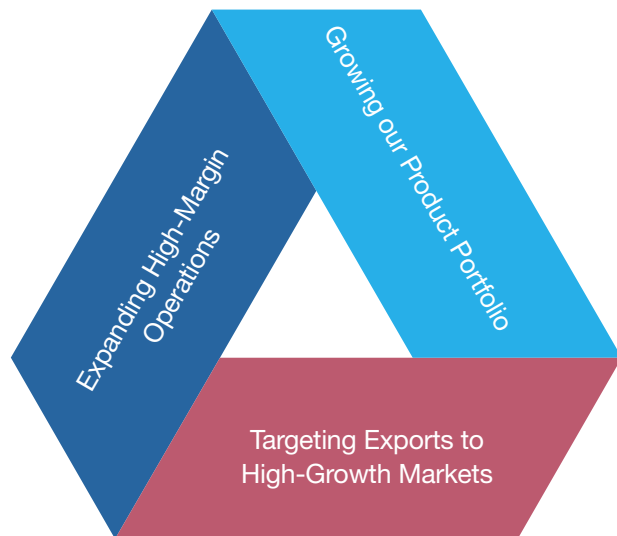 Growing our Product Portfolio
Expanding High-Margin
Operations
Targeting Exports to
High-Growth Markets